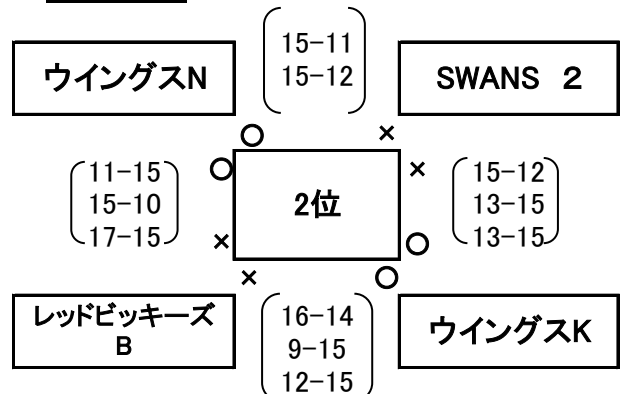 15-11
15-12
ウイングスN
SWANS 2
○ ×
○ ×
11-15
15-10
17-15
2位
15-12
13-15
13-15
× ○
× ○
レッドビッキーズ
B
16-14
9-15
12-15
ウイングスK